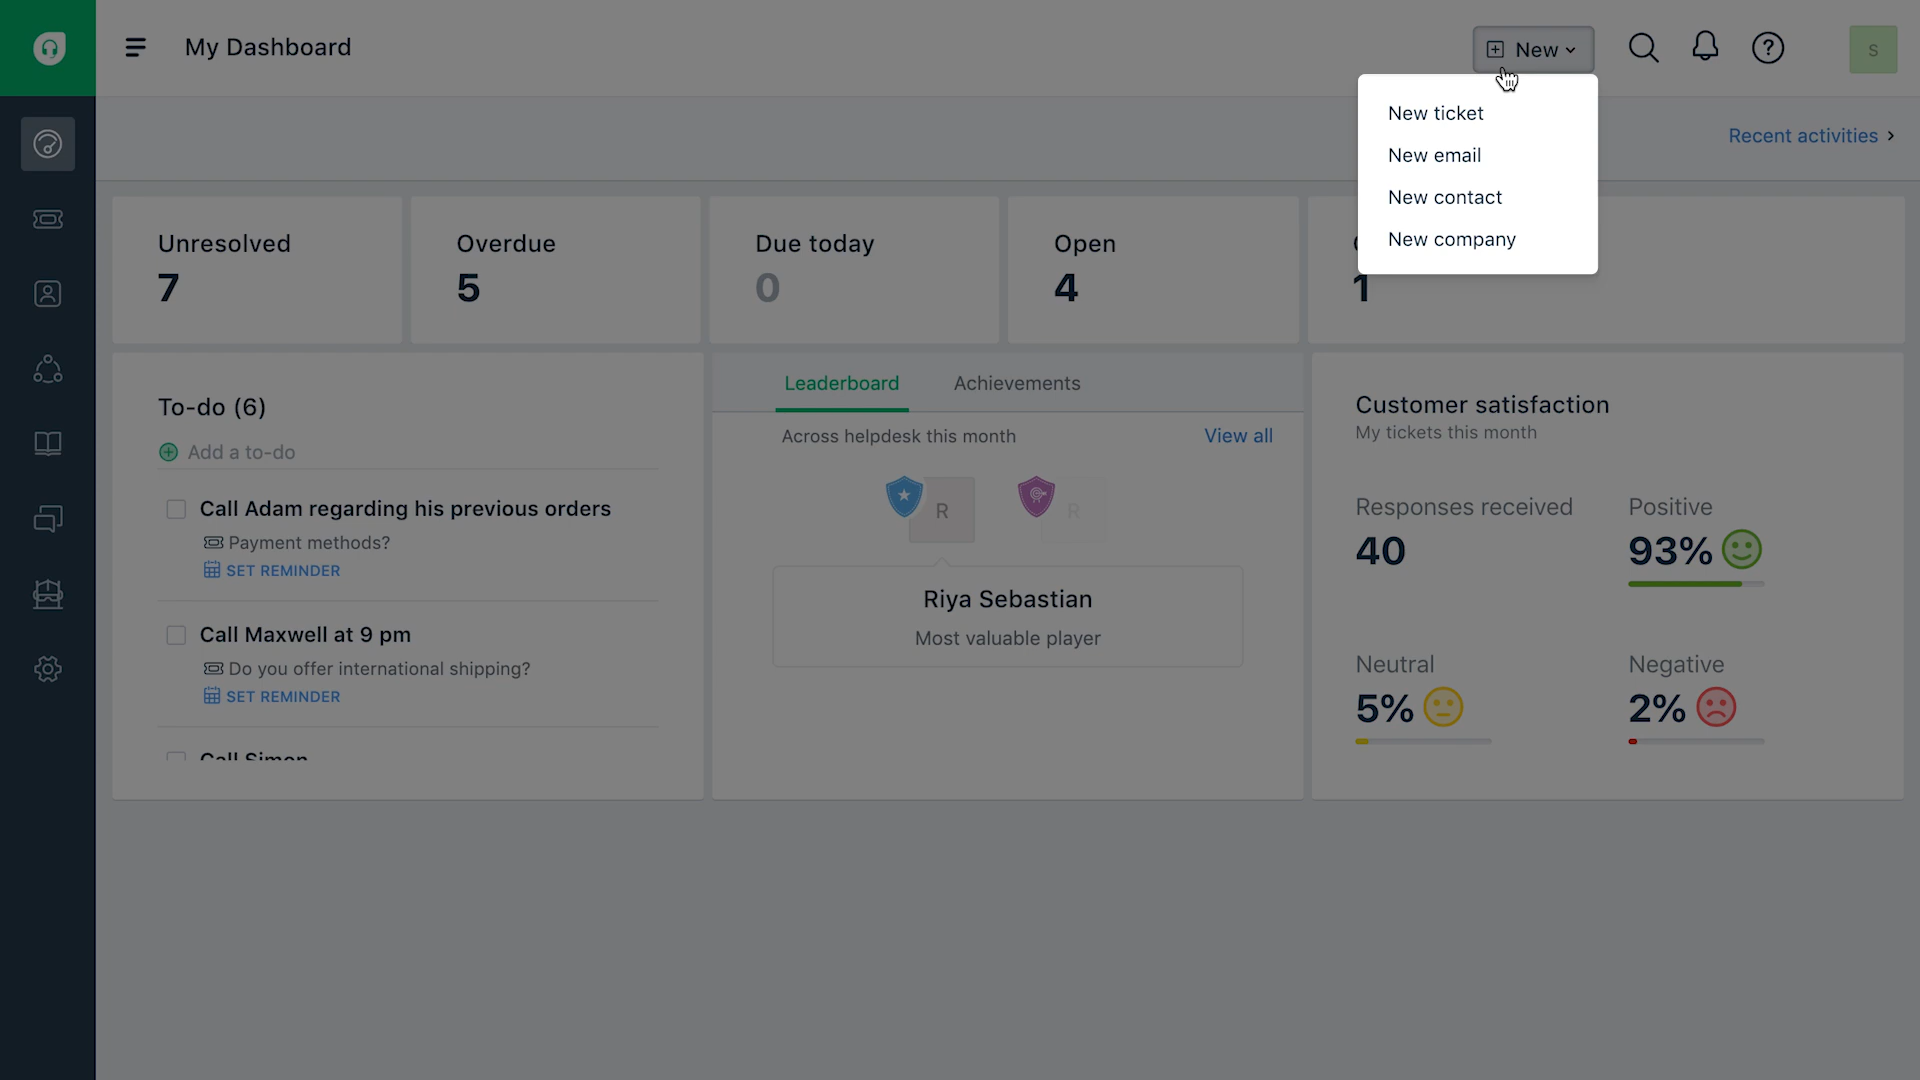 My Dashboard
New
S
New ticket
New email
New contact
New company
Recent activities
Unresolved
7
Overdue
5
Due today
0
Open
4
1
To-do (6)
Add a to-do
Call Adam regarding his previous orders
Payment methods?
SET REMINDER
Call Maxwell at 9 pm
Do you offer international shipping?
SET REMINDER
Call Simon
Leaderboard
Achievements
Across helpdesk this month
View all
R
R
Riya Sebastian
Most valuable player
Customer satisfaction
My tickets this month
Responses received
40
Positive
93%
Neutral
5%
Negative
2%